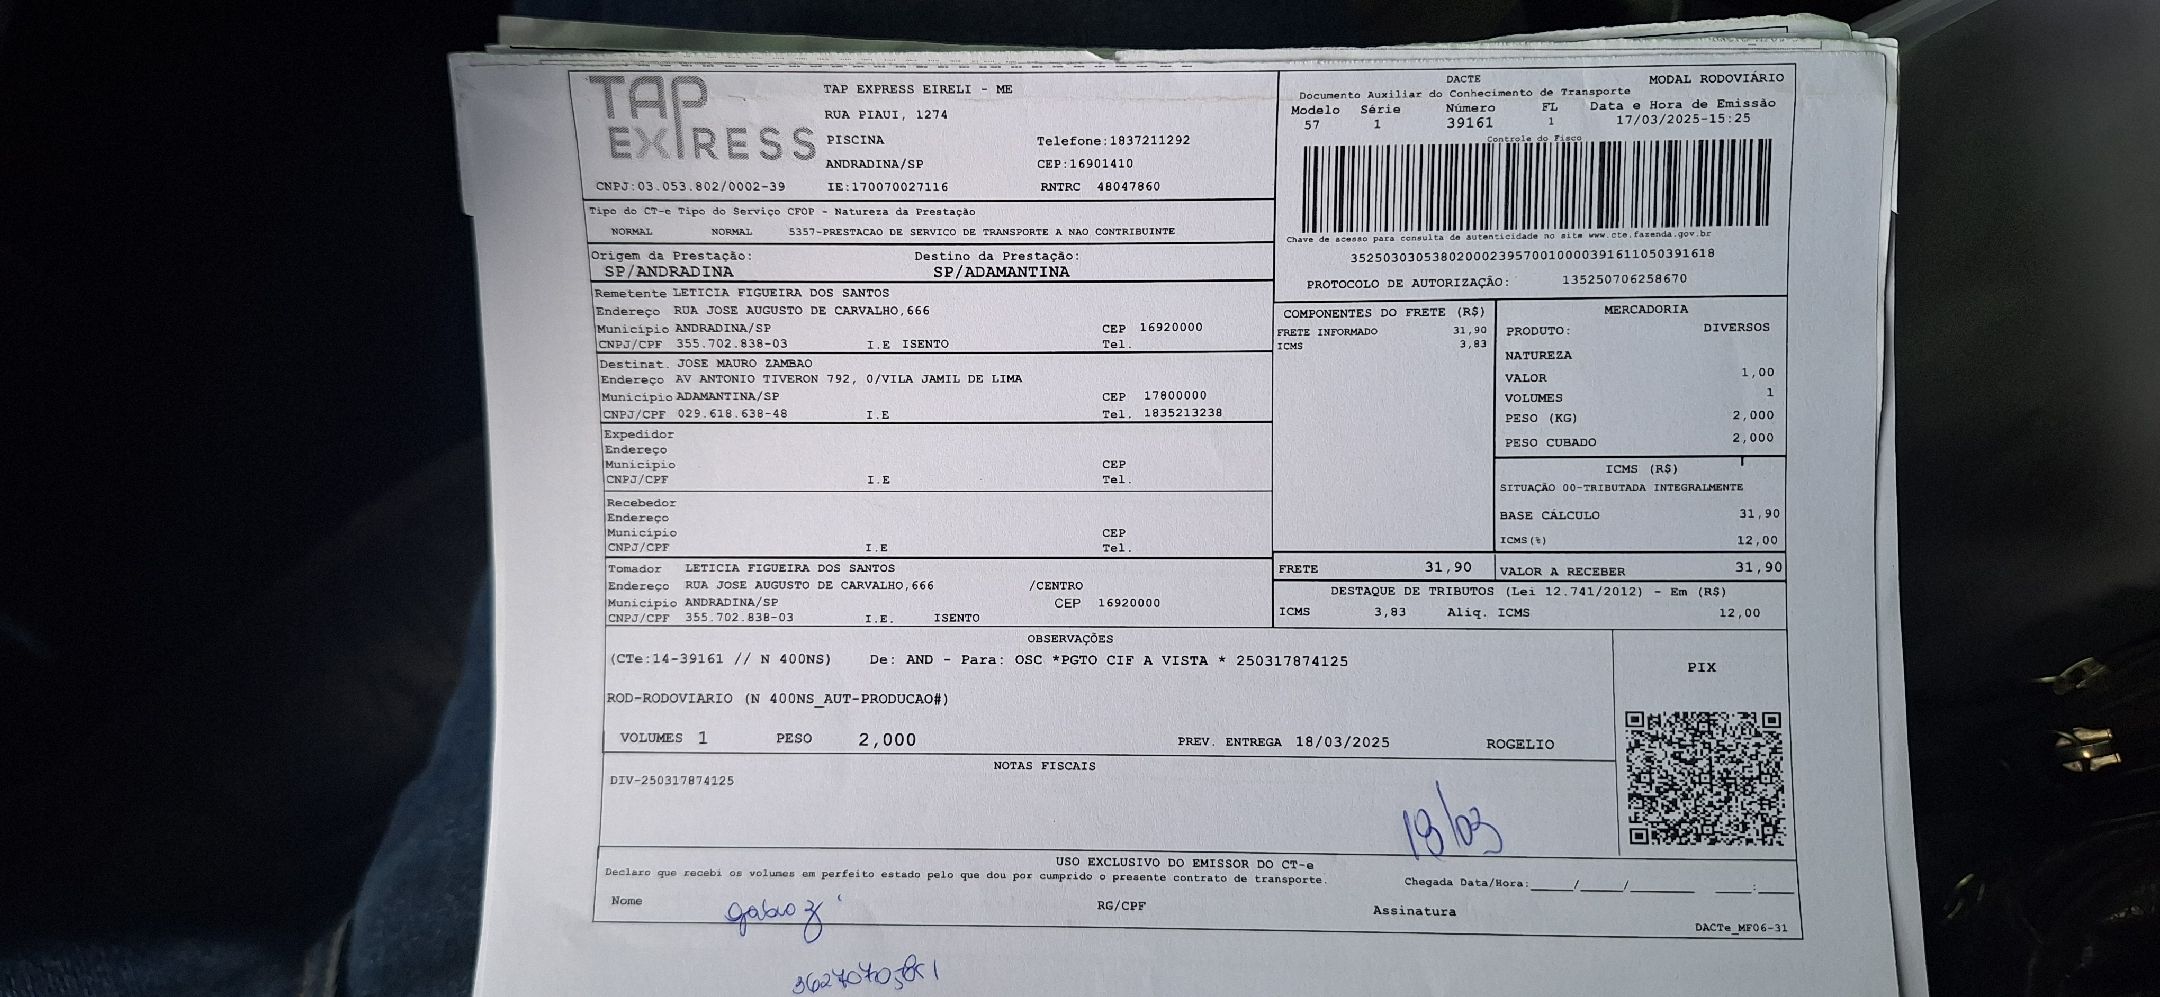 TAP EXPRESS
TAP EXPRESS EIRELI - ME
RUA PIAUI, 1274
PISCINA Telefone:1837211292
ANDRADINA/SP CEP:16901410
CNPJ:03.053.802/0002-39 IE:170070027116 RNTRC 48047860
DACTE MODAL RODOVIÁRIO
Documento Auxiliar do Conhecimento de Transporte
Modelo Série Número FL Data e Hora de Emissão
57 1 39161 1 17/03/2025-15:25
Controle do Fisco
Chave de acesso para consulta de autenticidade no site www.cte.fazenda.gov.br
35250303053802000239570010000391611050391618
PROTOCOLO DE AUTORIZAÇÃO: 135250706258670
Tipo do CT-e Tipo do Serviço CFOP - Natureza da Prestação
NORMAL NORMAL 5357-PRESTACAO DE SERVICO DE TRANSPORTE A NAO CONTRIBUINTE
Origem da Prestação: Destino da Prestação:
SP/ANDRADINA SP/ADAMANTINA
Remetente LETICIA FIGUEIRA DOS SANTOS
Endereço RUA JOSE AUGUSTO DE CARVALHO,666
Município ANDRADINA/SP CEP 16920000
CNPJ/CPF 355.702.838-03 I.E ISENTO Tel.
Destinat. JOSE MAURO ZAMBAO
Endereço AV ANTONIO TIVERON 792, 0/VILA JAMIL DE LIMA
Município ADAMANTINA/SP CEP 17800000
CNPJ/CPF 029.618.638-48 I.E Tel. 1835213238
Expedidor
Endereço
Município CEP
CNPJ/CPF I.E Tel.
Recebedor
Endereço
Município CEP
CNPJ/CPF I.E Tel.
Tomador LETICIA FIGUEIRA DOS SANTOS
Endereço RUA JOSE AUGUSTO DE CARVALHO,666 /CENTRO
Município ANDRADINA/SP CEP 16920000
CNPJ/CPF 355.702.838-03 I.E. ISENTO
COMPONENTES DO FRETE (R$)
FRETE INFORMADO 31,90
ICMS 3,83
MERCADORIA
PRODUTO: DIVERSOS
NATUREZA
VALOR 1,00
VOLUMES 1
PESO (KG) 2,000
PESO CUBADO 2,000
ICMS (R$)
SITUAÇÃO 00-TRIBUTADA INTEGRALMENTE
BASE CÁLCULO 31,90
ICMS(%) 12,00
FRETE 31,90 VALOR A RECEBER 31,90
DESTAQUE DE TRIBUTOS (Lei 12.741/2012) - Em (R$)
ICMS 3,83 Aliq. ICMS 12,00
OBSERVAÇÕES
(CTe:14-39161 // N 400NS) De: AND - Para: OSC *PGTO CIF A VISTA * 250317874125
ROD-RODOVIARIO (N 400NS_AUT-PRODUCAO#)
VOLUMES 1 PESO 2,000 PREV. ENTREGA 18/03/2025 ROGELIO
PIX
NOTAS FISCAIS
DIV-250317874125
USO EXCLUSIVO DO EMISSOR DO CT-e
Declaro que recebi os volumes em perfeito estado pelo que dou por cumprido o presente contrato de transporte.
Chegada Data/Hora:____/____/______ ___:___
Nome RG/CPF Assinatura
DACTe_MF06-31